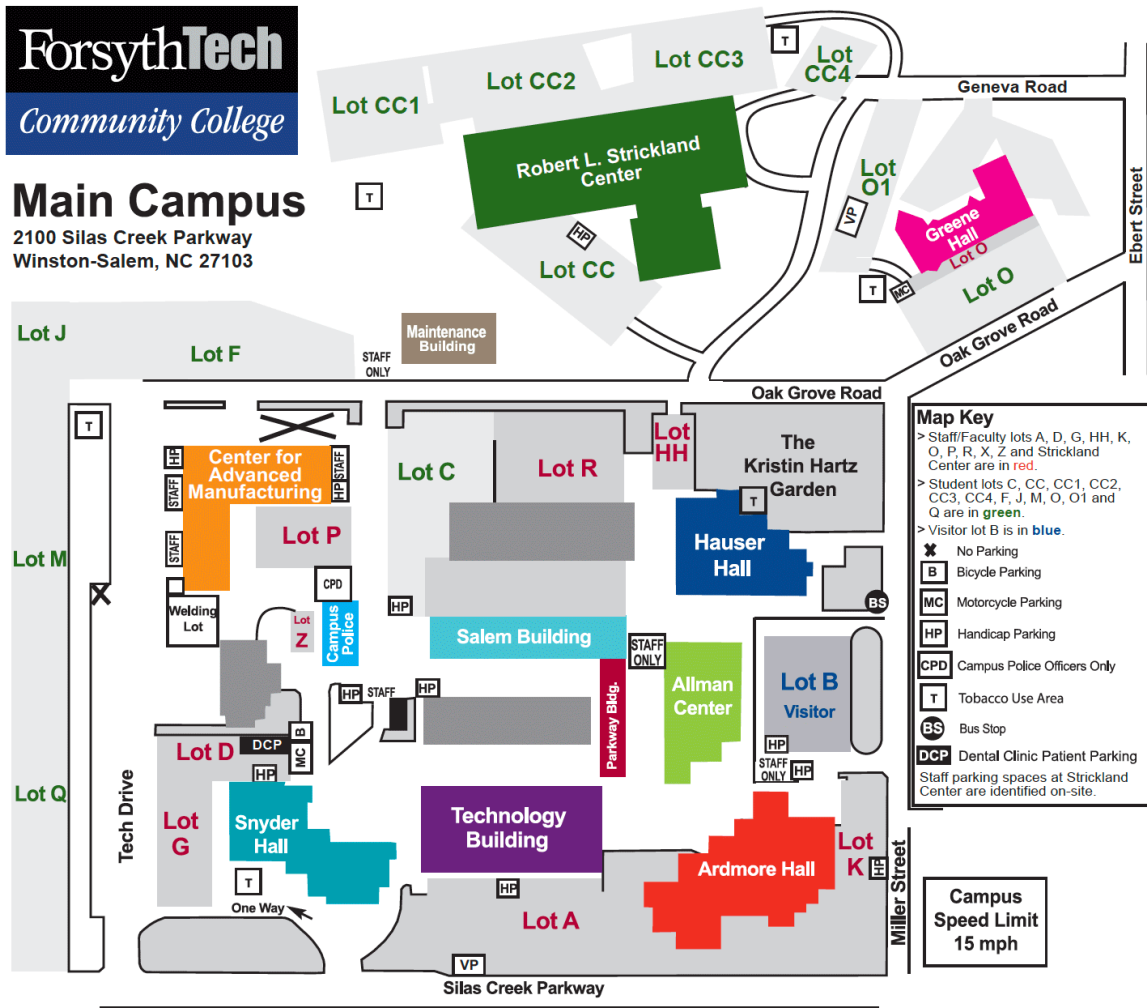 ForsythTech
Community College
Main Campus
2100 Silas Creek Parkway
Winston-Salem, NC 27103
Lot CC1
Lot CC2
Lot CC3
T
Lot
CC4
Geneva Road
Robert L. Strickland
Center
T
HP
Lot CC
Lot
O1
VP
Greene
Hall
Lot O
Lot O
MC
T
Ebert Street
Oak Grove Road
Lot J
Lot F
STAFF
ONLY
Maintenance
Building
Oak Grove Road
T
HP
STAFF
STAFF
Center for
Advanced
Manufacturing
STAFF
HP
Lot P
Lot C
Lot R
Lot
HH
The
Kristin Hartz
Garden
T
Hauser
Hall
BS
Lot M
Welding
Lot
CPD
Lot
Z
Campus
Police
HP
Salem Building
STAFF
ONLY
Parkway Bldg.
Allman
Center
Lot B
Visitor
HP
STAFF
ONLY
HP
HP
STAFF
HP
B
MC
Lot D
DCP
HP
Lot Q
Tech Drive
Lot
G
Snyder
Hall
T
One Way
Technology
Building
HP
Lot A
VP
Ardmore Hall
Lot
K
HP
Miller Street
Silas Creek Parkway
Map Key
> Staff/Faculty lots A, D, G, HH, K,
O, P, R, X, Z and Strickland
Center are in red.
> Student lots C, CC, CC1, CC2,
CC3, CC4, F, J, M, O, O1 and
Q are in green.
> Visitor lot B is in blue.
X No Parking
B Bicycle Parking
MC Motorcycle Parking
HP Handicap Parking
CPD Campus Police Officers Only
T Tobacco Use Area
BS Bus Stop
DCP Dental Clinic Patient Parking
Staff parking spaces at Strickland
Center are identified on-site.
Campus
Speed Limit
15 mph